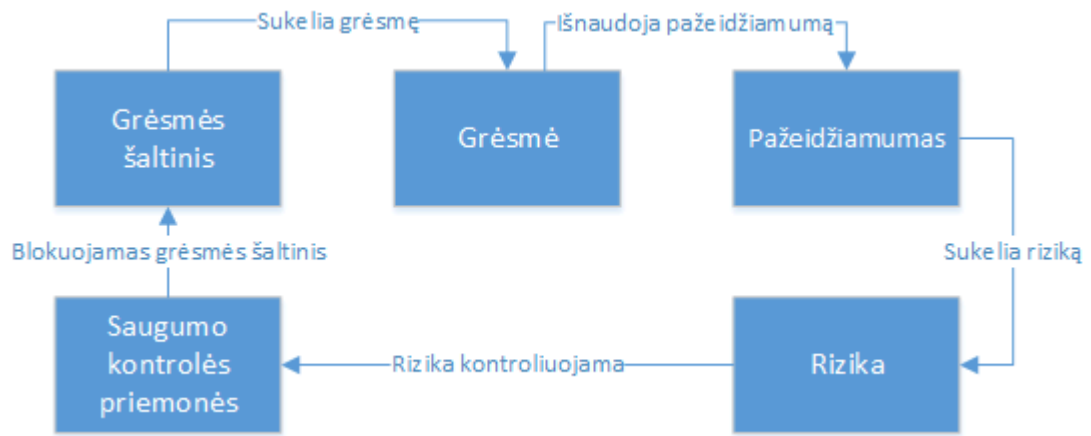 Sukelia grėsmę
Išnaudoja pažeidžiamumą
Grėsmės
šaltinis
Grėsmė
Pažeidžiamumas
Blokuojamas grėsmės šaltinis
Sukelia riziką
Saugumo
kontrolės
priemonės
Rizika kontroliuojama
Rizika